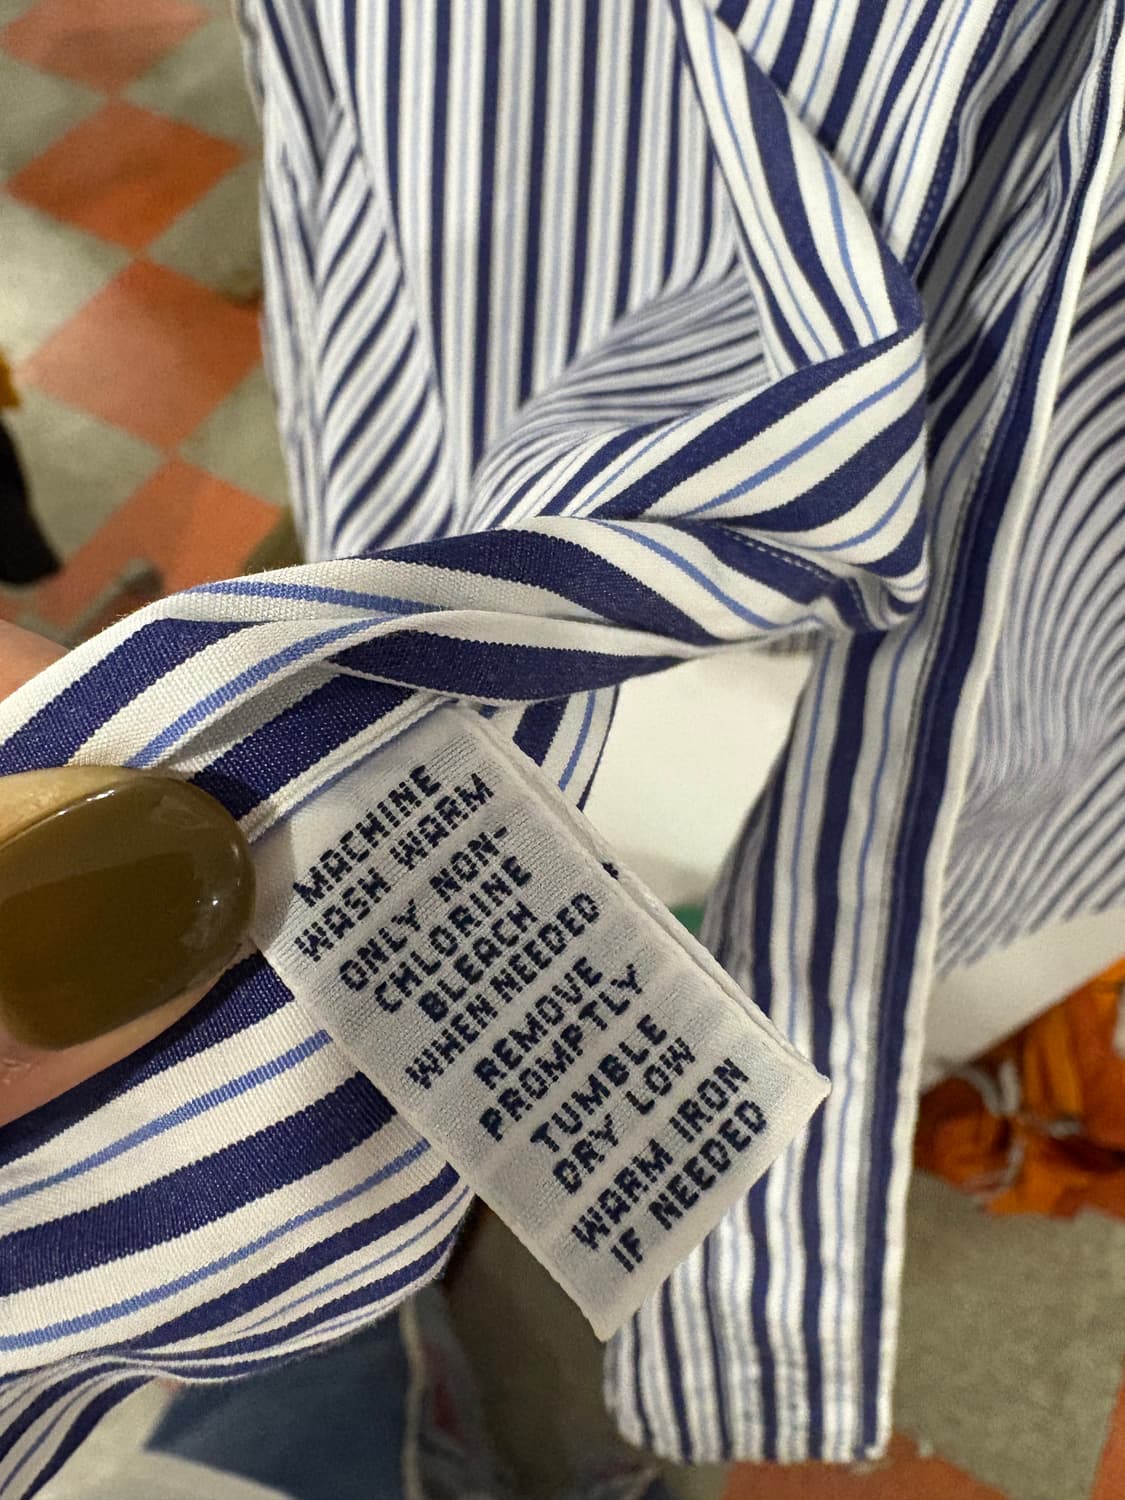 MACHINE
WASH WARM
ONLY NON-
CHLORINE
BLEACH
WHEN NEEDED
REMOVE
PROMPTLY
TUMBLE
DRY LOW
WARM IRON
IF NEEDED